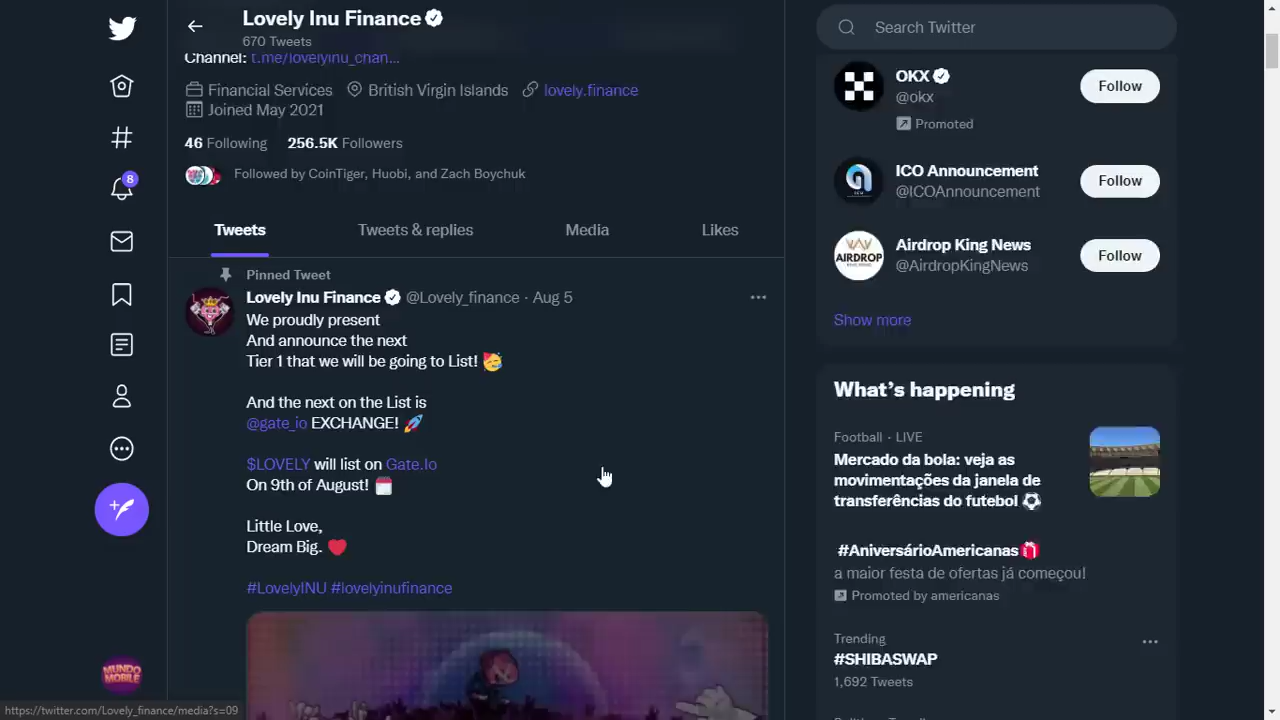 Lovely Inu Finance
670 Tweets
Channel: t.me/lovelyinu_chan...
Financial Services British Virgin Islands lovely.finance
Joined May 2021
46 Following 256.5K Followers
Followed by CoinTiger, Huobi, and Zach Boychuk
Tweets Tweets & replies Media Likes
Pinned Tweet
Lovely Inu Finance @Lovely_finance · Aug 5
We proudly present
And announce the next
Tier 1 that we will be going to List! 🥳
And the next on the List is
@gate_io EXCHANGE! 🚀
$LOVELY will list on Gate.Io
On 9th of August! 🗓️
Little Love,
Dream Big. ❤️
#LovelyINU #lovelyinufinance
8
MUNDO
MOBILE
https://twitter.com/Lovely_finance/media?s=09
Search Twitter
OKX
@okx
Promoted
Follow
ICO Announcement
@ICOAnnouncement
Follow
AIRDROP
Airdrop King News
@AirdropKingNews
Follow
Show more
What's happening
Football · LIVE
Mercado da bola: veja as
movimentações da janela de
transferências do futebol ⚽
#AniversárioAmericanas🎁
a maior festa de ofertas já começou!
Promoted by americanas
Trending
#SHIBASWAP
1,692 Tweets